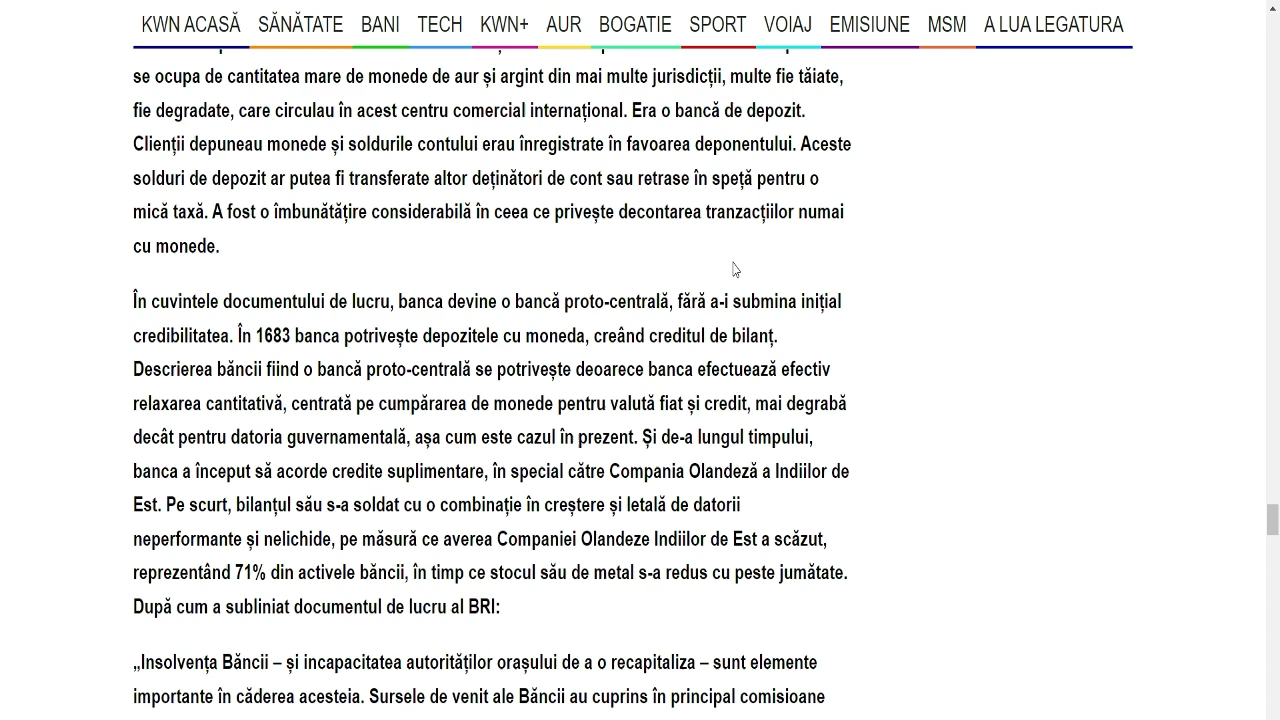 KWN ACASĂ SĂNĂTATE BANI TECH KWN+ AUR BOGATIE SPORT VOIAJ EMISIUNE MSM A LUA LEGATURA
se ocupa de cantitatea mare de monede de aur și argint din mai multe jurisdicții, multe fie tăiate,
fie degradate, care circulau în acest centru comercial internațional. Era o bancă de depozit.
Clienții depuneau monede și soldurile contului erau înregistrate în favoarea deponentului. Aceste
solduri de depozit ar putea fi transferate altor deținători de cont sau retrase în speță pentru o
mică taxă. A fost o îmbunătățire considerabilă în ceea ce privește decontarea tranzacțiilor numai
cu monede.
În cuvintele documentului de lucru, banca devine o bancă proto-centrală, fără a-i submina inițial
credibilitatea. În 1683 banca potrivește depozitele cu moneda, creând creditul de bilanț.
Descrierea băncii fiind o bancă proto-centrală se potrivește deoarece banca efectuează efectiv
relaxarea cantitativă, centrată pe cumpărarea de monede pentru valută fiat și credit, mai degrabă
decât pentru datoria guvernamentală, așa cum este cazul în prezent. Și de-a lungul timpului,
banca a început să acorde credite suplimentare, în special către Compania Olandeză a Indiilor de
Est. Pe scurt, bilanțul său s-a soldat cu o combinație în creștere și letală de datorii
neperformante și nelichide, pe măsură ce averea Companiei Olandeze Indiilor de Est a scăzut,
reprezentând 71% din activele băncii, în timp ce stocul său de metal s-a redus cu peste jumătate.
După cum a subliniat documentul de lucru al BRI:
„Insolvența Băncii – și incapacitatea autorităților orașului de a o recapitaliza – sunt elemente
importante în căderea acesteia. Sursele de venit ale Băncii au cuprins în principal comisioane